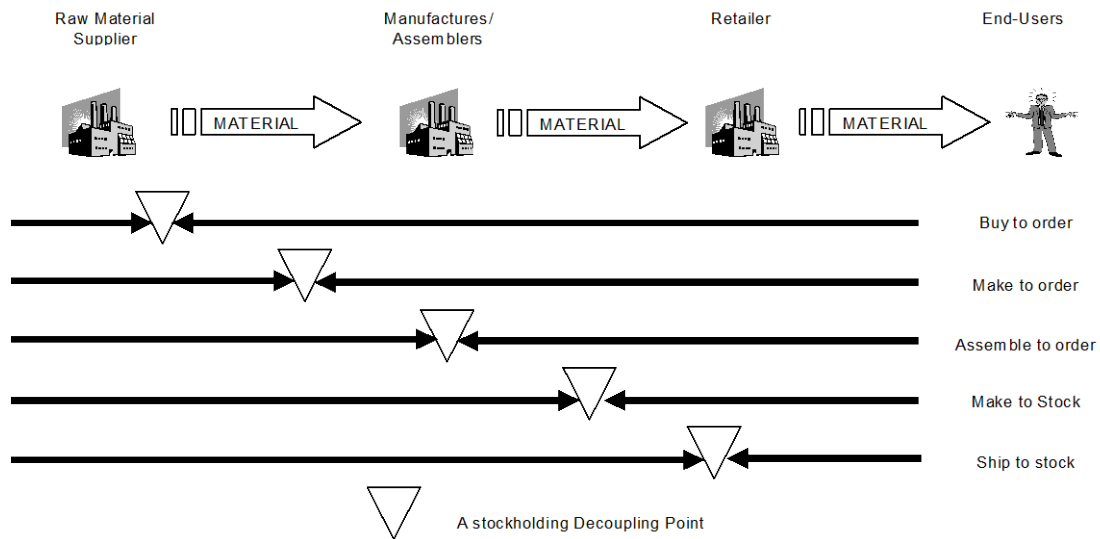 Raw Material
Supplier
Manufactures/
Assemblers
Retailer
End-Users
MATERIAL
MATERIAL
MATERIAL
Buy to order
Make to order
Assemble to order
Make to Stock
Ship to stock
A stockholding Decoupling Point